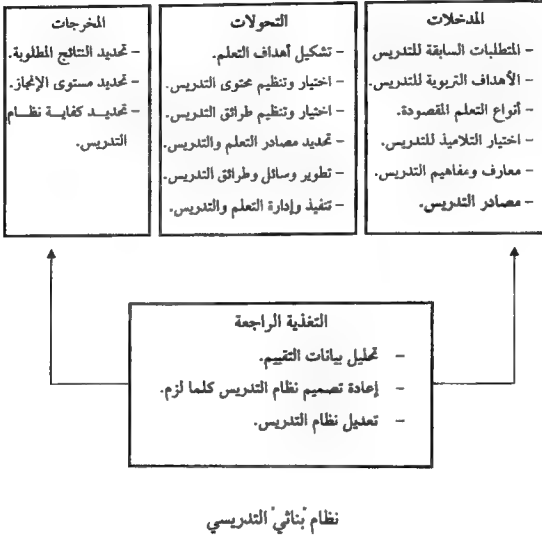 المدخلات
- المتطلبات السابقة للتدريس
- الأهداف التربوية للتدريس.
- أنواع التعلم المقصودة.
- اختيار التلاميذ للتدريس.
- معارف ومفاهيم التدريس.
- مصادر التدريس.
التحولات
- تشكيل أهداف التعلم.
- اختيار وتنظيم محتوى التدريس.
- اختيار وتنظيم طرائق التدريس.
- تحديد مصادر التعلم والتدريس.
- تطوير وسائل وطرائق التدريس.
- تنفيذ وإدارة التعلم والتدريس.
المخرجات
- تحديد النتائج المطلوبة.
- تحديد مستوى الإنجاز.
- تحديد كفاية نظام
التدريس.
التغذية الراجعة
- تحليل بيانات التقييم.
- إعادة تصميم نظام التدريس كلما لزم.
- تعديل نظام التدريس.
نظام "بناثي" التدريسي